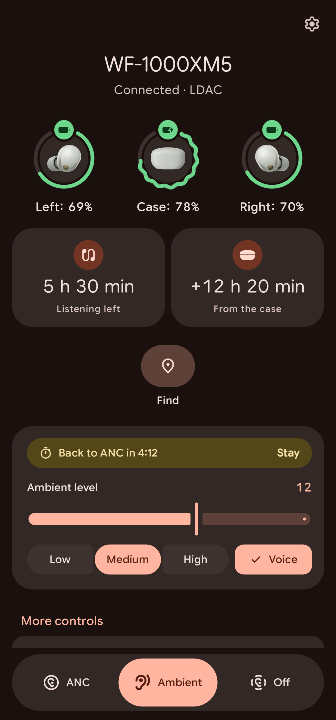 WF-1000XM5
Connected · LDAC
Left: 69%
Case: 78%
Right: 70%
5 h 30 min
+12 h 20 min
Listening left
From the case
Find
Back to ANC in 4:12
Stay
Ambient level
12
Low
Medium
High
Voice
More controls
ANC
Ambient
Off